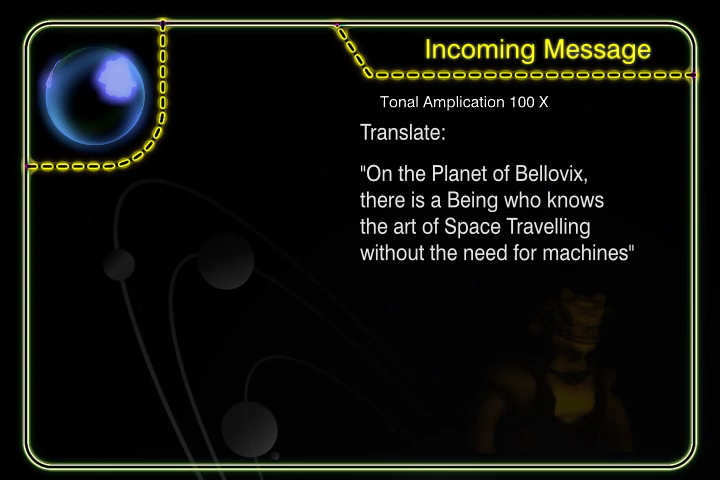 Incoming Message
Tonal Amplication 100 X
Translate:
"On the Planet of Bellovix,
there is a Being who knows
the art of Space Travelling
without the need for machines"